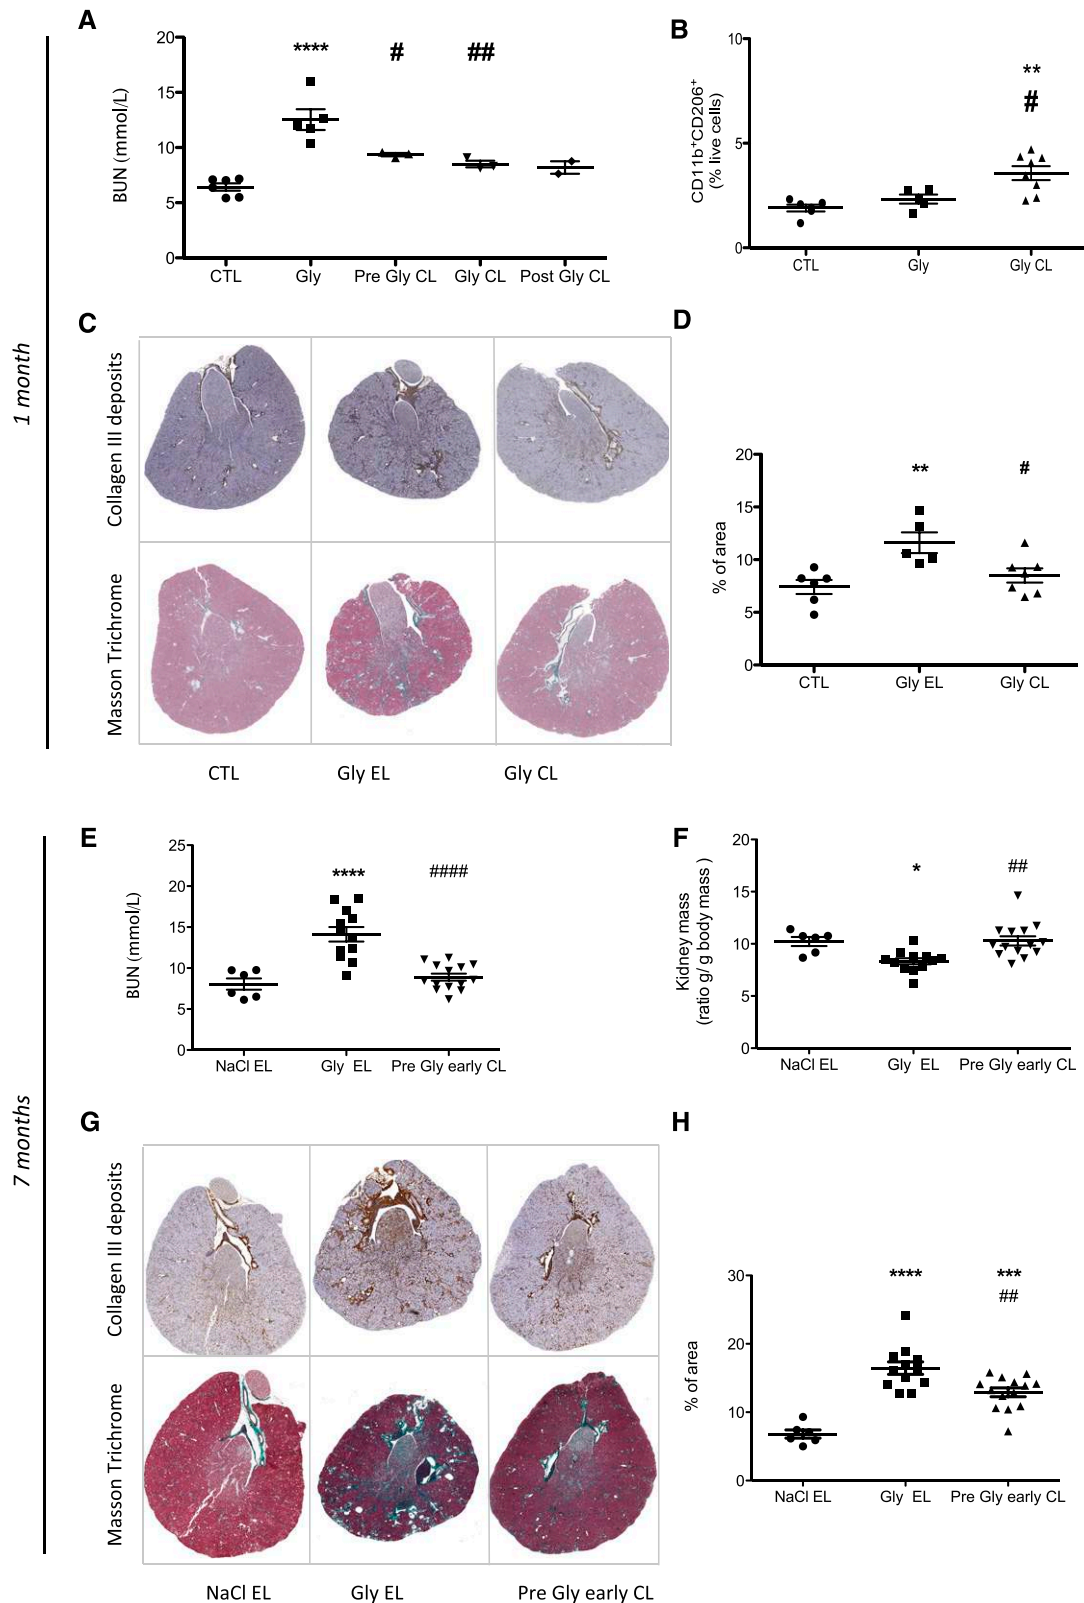 1 month
A
BUN (mmol/L)
20
15
10
5
0
****
#
##
CTL
Gly
Pre Gly CL
Gly CL
Post Gly CL
B
CD11b⁺CD206⁺
(% live cells)
10
5
0
**
#
CTL
Gly
Gly CL
C
Collagen III deposits
Masson Trichrome
CTL
Gly EL
Gly CL
D
% of area
20
15
10
5
0
**
#
CTL
Gly EL
Gly CL
7 months
E
BUN (mmol/L)
25
20
15
10
5
0
****
####
NaCl EL
Gly EL
Pre Gly early CL
F
Kidney mass
(ratio g/ g body mass )
20
15
10
5
0
*
##
NaCl EL
Gly EL
Pre Gly early CL
G
Collagen III deposits
Masson Trichrome
NaCl EL
Gly EL
Pre Gly early CL
H
% of area
30
20
10
0
****
***
##
NaCl EL
Gly EL
Pre Gly early CL